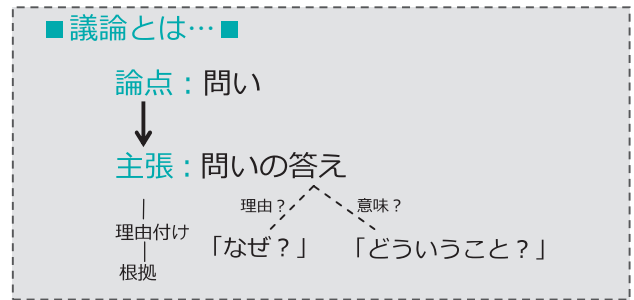 ■議論とは…■
論点：問い
主張：問いの答え
理由？ 意味？
理由付け 「なぜ？」 「どういうこと？」
根拠